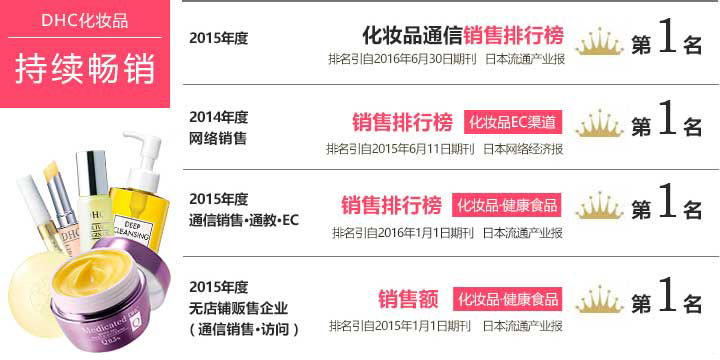 DHC化妆品
持续畅销
2015年度
化妆品通信销售排行榜
排名引自2016年6月30日期刊 日本流通产业报
第1名
2014年度
网络销售
销售排行榜 化妆品EC渠道
排名引自2015年6月11日期刊 日本网络经济报
第1名
2015年度
通信销售·通教·EC
销售排行榜 化妆品·健康食品
排名引自2016年1月1日期刊 日本流通产业报
第1名
2015年度
无店铺贩售企业
（通信销售·访问）
销售额 化妆品·健康食品
排名引自2015年1月1日期刊 日本流通产业报
第1名
DHC
DEEP
CLEANSING
Medicated
Q